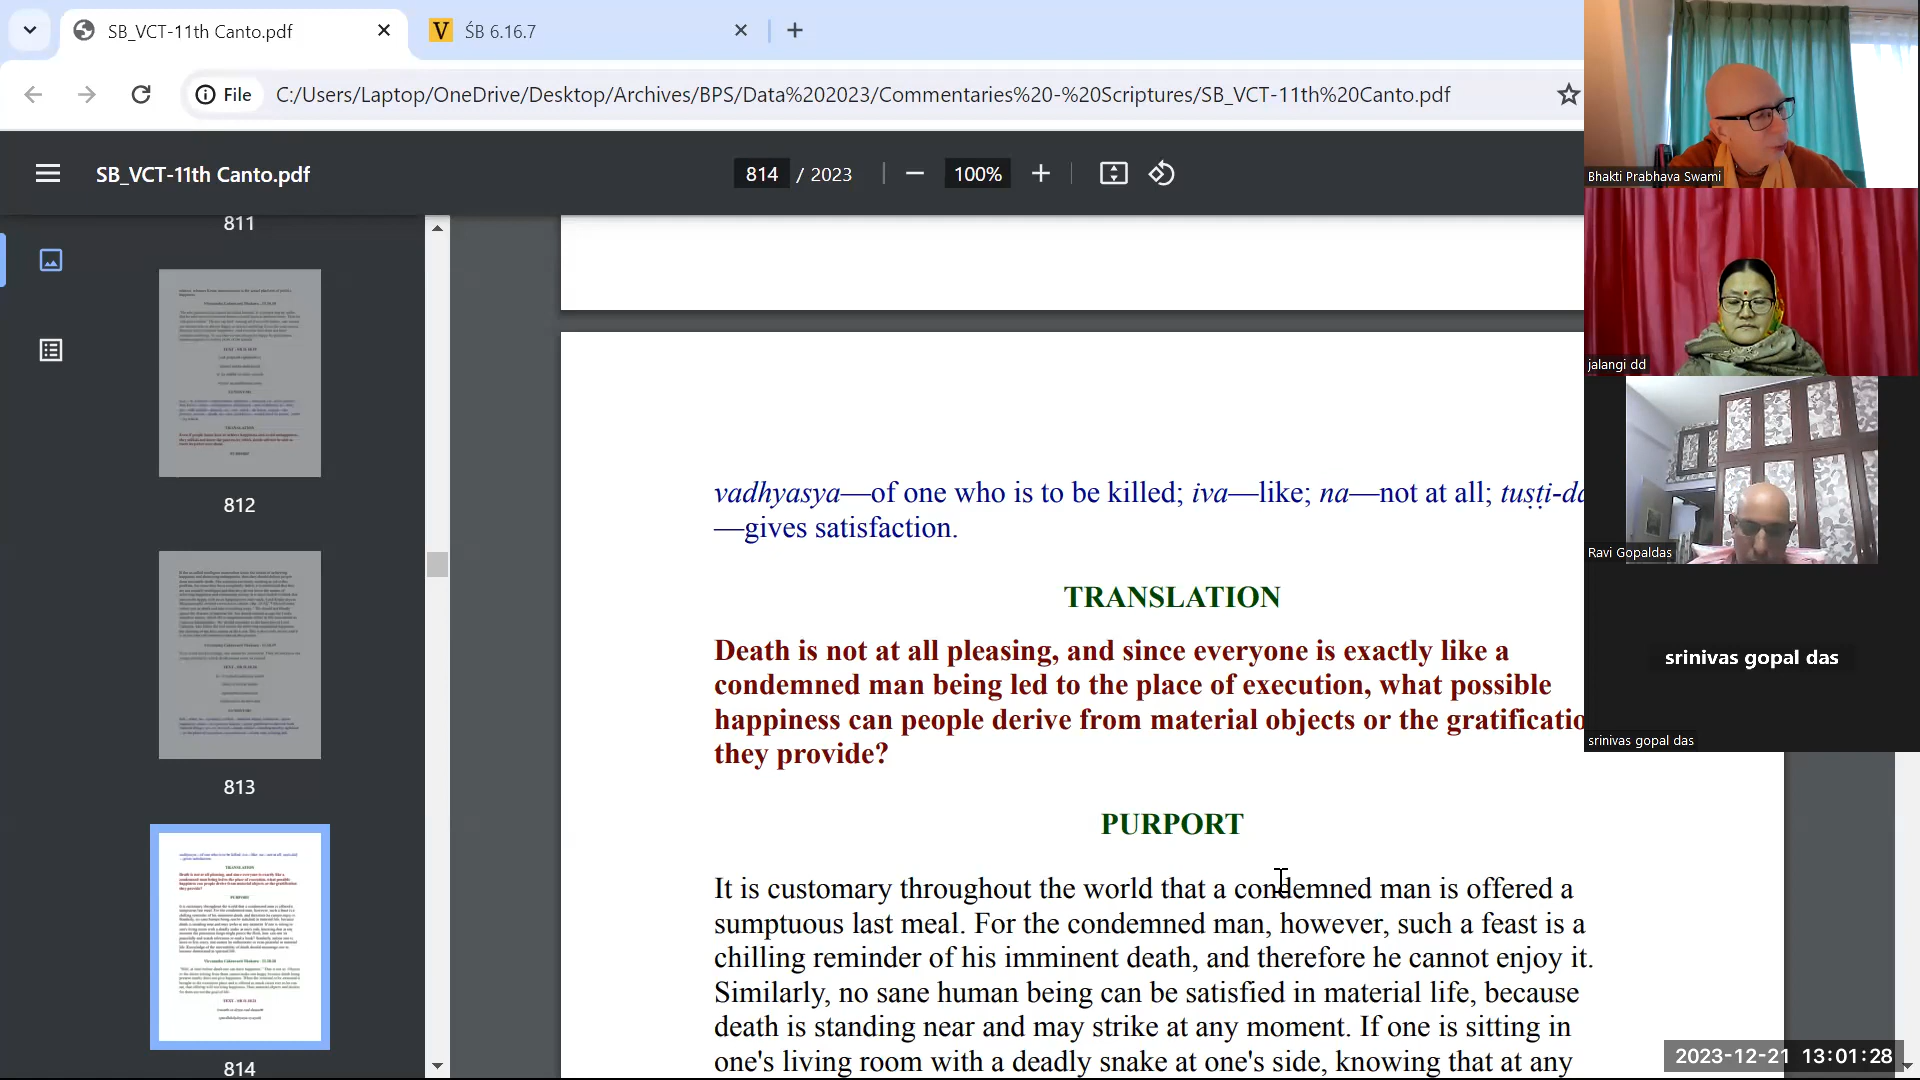 SB_VCT-11th Canto.pdf
ŚB 6.16.7
File
C:/Users/Laptop/OneDrive/Desktop/Archives/BPS/Data%202023/Commentaries%20-%20Scriptures/SB_VCT-11th%20Canto.pdf
SB_VCT-11th Canto.pdf
814 / 2023
100%
811
812
813
814
vadhyasya—of one who is to be killed; iva—like; na—not at all; tuṣṭi-da
—gives satisfaction.
TRANSLATION
Death is not at all pleasing, and since everyone is exactly like a
condemned man being led to the place of execution, what possible
happiness can people derive from material objects or the gratificatio
they provide?
PURPORT
It is customary throughout the world that a condemned man is offered a
sumptuous last meal. For the condemned man, however, such a feast is a
chilling reminder of his imminent death, and therefore he cannot enjoy it.
Similarly, no sane human being can be satisfied in material life, because
death is standing near and may strike at any moment. If one is sitting in
one's living room with a deadly snake at one's side, knowing that at any
Bhakti Prabhava Swami
jalangi dd
Ravi Gopaldas
srinivas gopal das
srinivas gopal das
2023-12-21 13:01:28